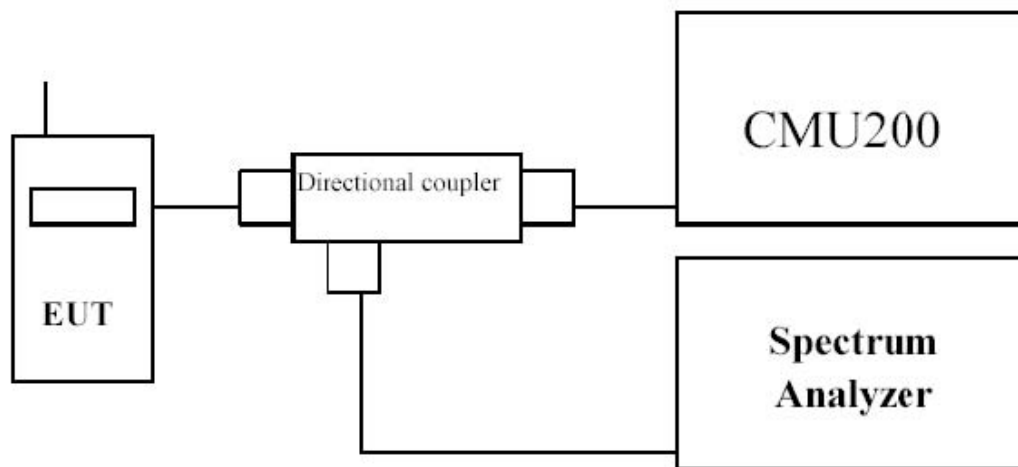 CMU200
Directional coupler
EUT
Spectrum
Analyzer